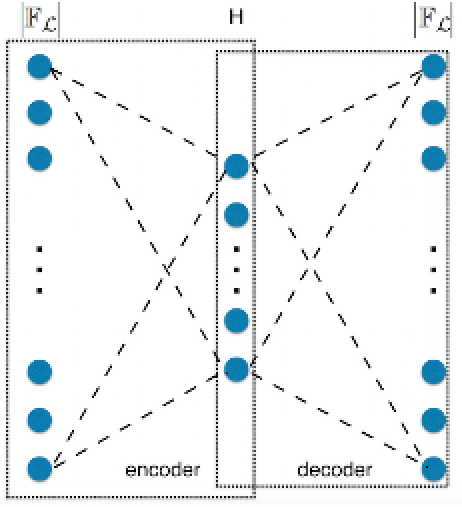 |𝔽_ℒ| H |𝔽_ℒ|
encoder decoder